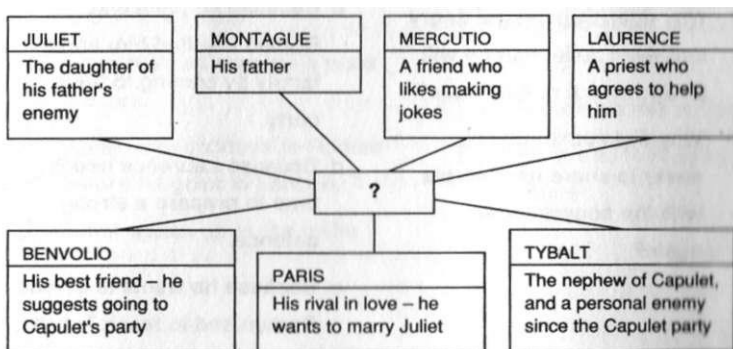 JULIET
The daughter of
his father's
enemy
MONTAGUE
His father
MERCUTIO
A friend who
likes making
jokes
LAURENCE
A priest who
agrees to help
him
?
BENVOLIO
His best friend – he
suggests going to
Capulet's party
PARIS
His rival in love – he
wants to marry Juliet
TYBALT
The nephew of Capulet,
and a personal enemy
since the Capulet party